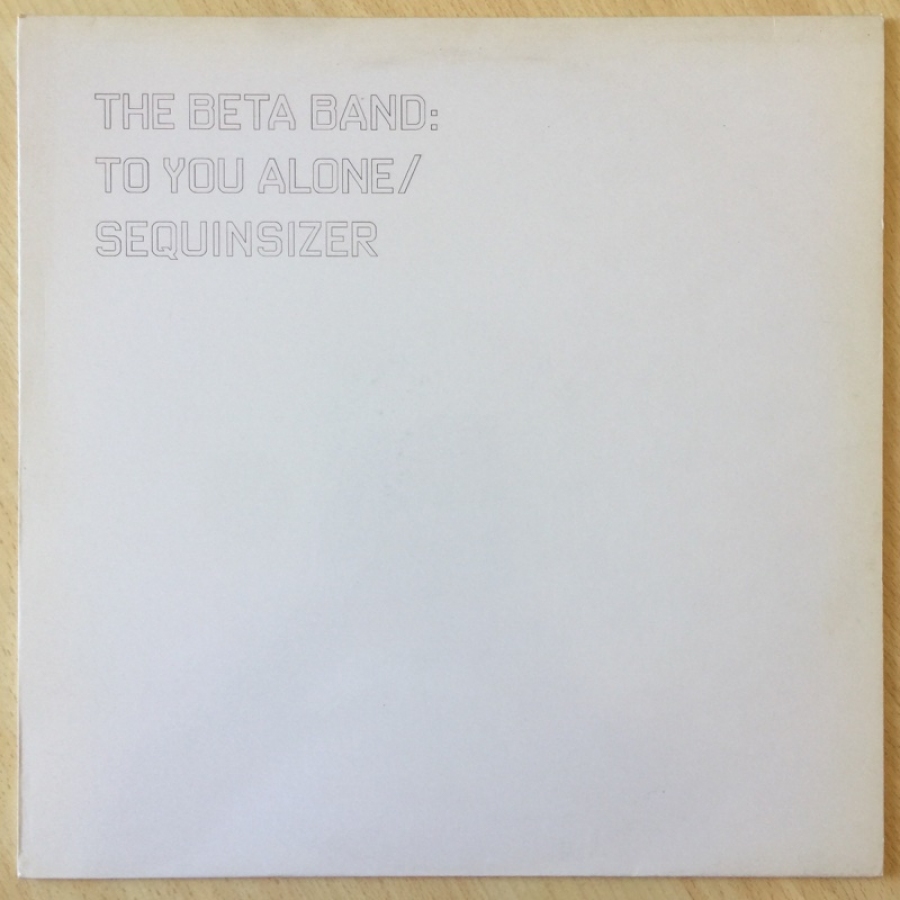 THE BETA BAND:
TO YOU ALONE/
SEQUINSIZER